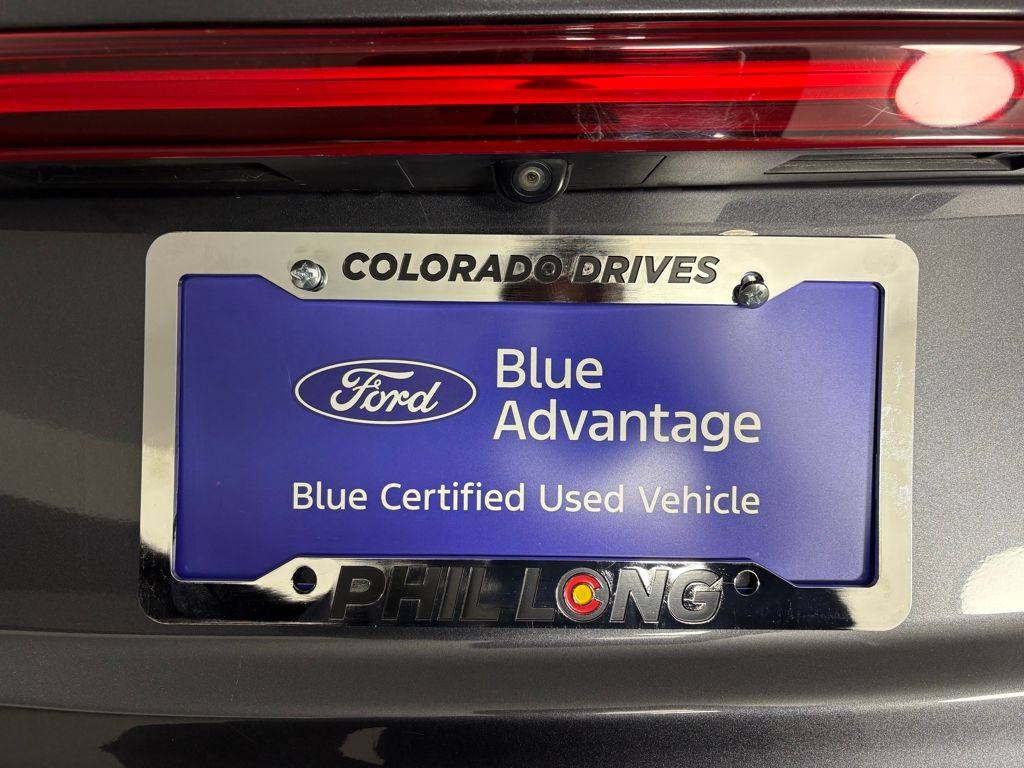 COLORADO DRIVES
Ford
Blue
Advantage
Blue Certified Used Vehicle
PHIL LONG